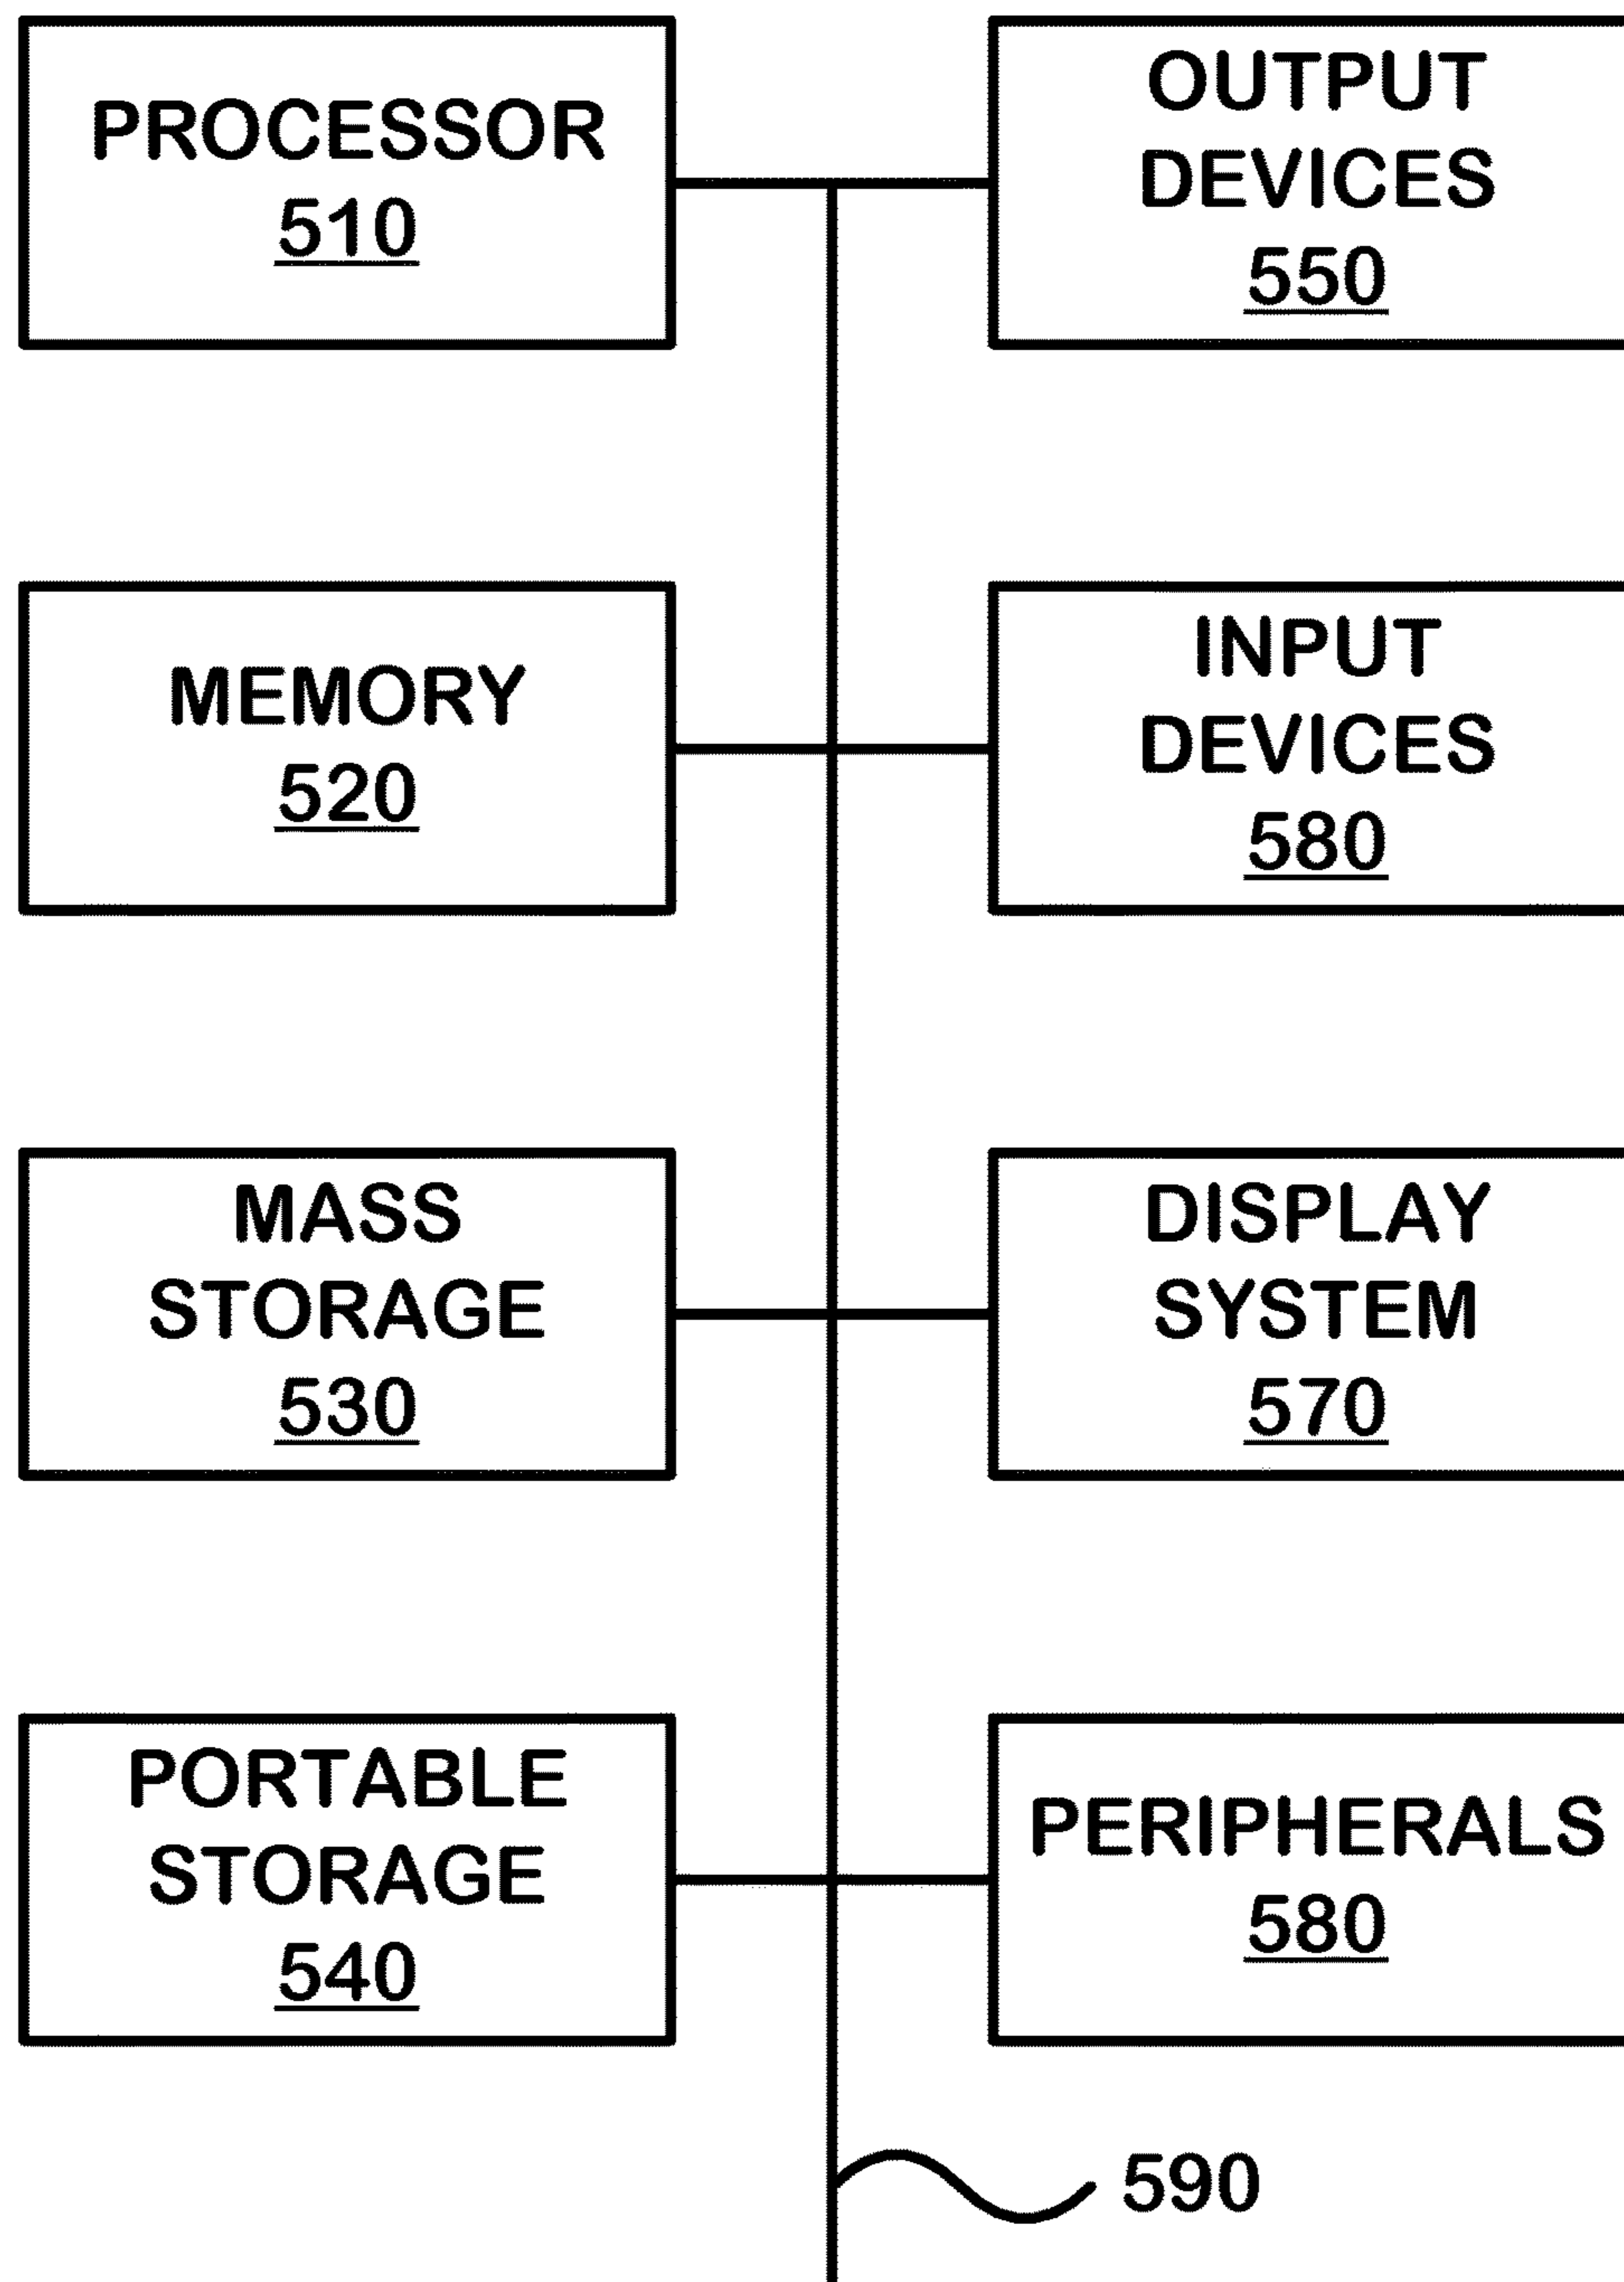 PROCESSOR
510
OUTPUT
DEVICES
550
MEMORY
520
INPUT
DEVICES
580
MASS
STORAGE
530
DISPLAY
SYSTEM
570
PORTABLE
STORAGE
540
PERIPHERALS
580
590